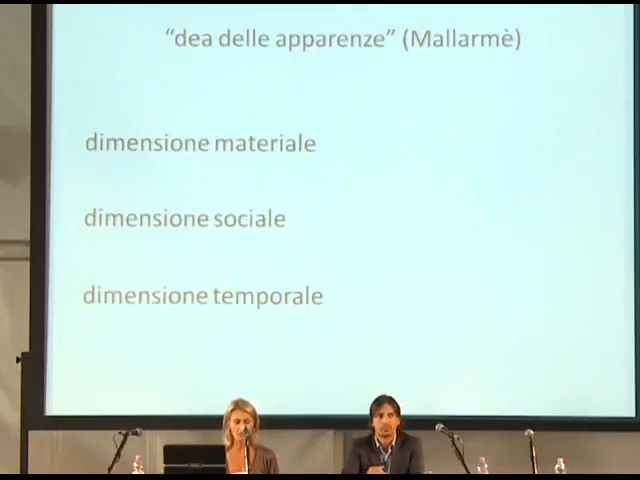 “dea delle apparenze” (Mallarmè)
dimensione materiale
dimensione sociale
dimensione temporale